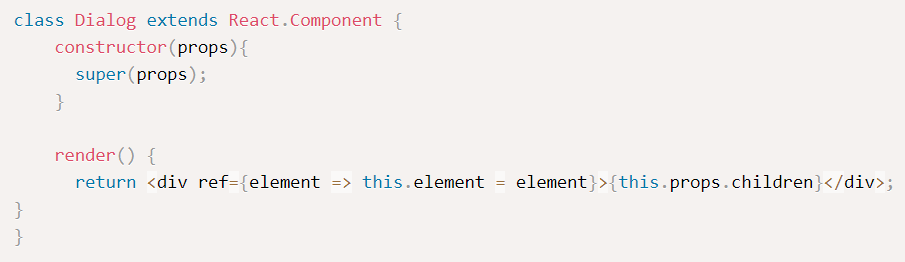 class Dialog extends React.Component {
    constructor(props){
      super(props);
    }

    render() {
      return <div ref={element => this.element = element}>{this.props.children}</div>;
}
}